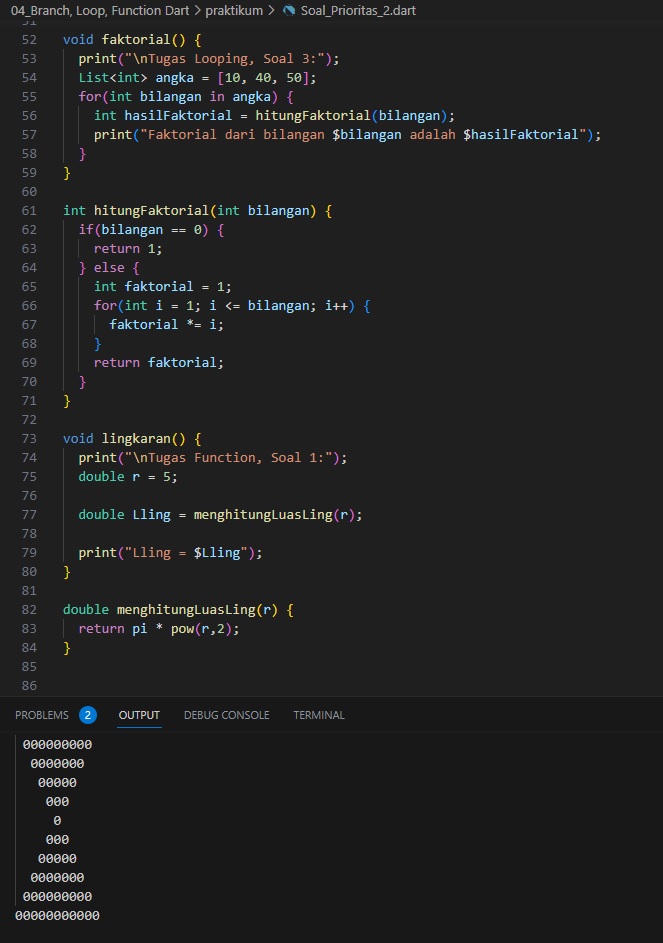 04_Branch, Loop, Function Dart > praktikum > Soal_Prioritas_2.dart
51
52 void faktorial() {
53 print("\nTugas Looping, Soal 3:");
54 List<int> angka = [10, 40, 50];
55 for(int bilangan in angka) {
56 int hasilFaktorial = hitungFaktorial(bilangan);
57 print("Faktorial dari bilangan $bilangan adalah $hasilFaktorial");
58 }
59 }
60
61 int hitungFaktorial(int bilangan) {
62 if(bilangan == 0) {
63 return 1;
64 } else {
65 int faktorial = 1;
66 for(int i = 1; i <= bilangan; i++) {
67 faktorial *= i;
68 }
69 return faktorial;
70 }
71 }
72
73 void lingkaran() {
74 print("\nTugas Function, Soal 1:");
75 double r = 5;
76
77 double Lling = menghitungLuasLing(r);
78
79 print("Lling = $Lling");
80 }
81
82 double menghitungLuasLing(r) {
83 return pi * pow(r,2);
84 }
85
86
PROBLEMS 2 OUTPUT DEBUG CONSOLE TERMINAL
000000000
0000000
00000
000
0
000
00000
0000000
000000000
00000000000